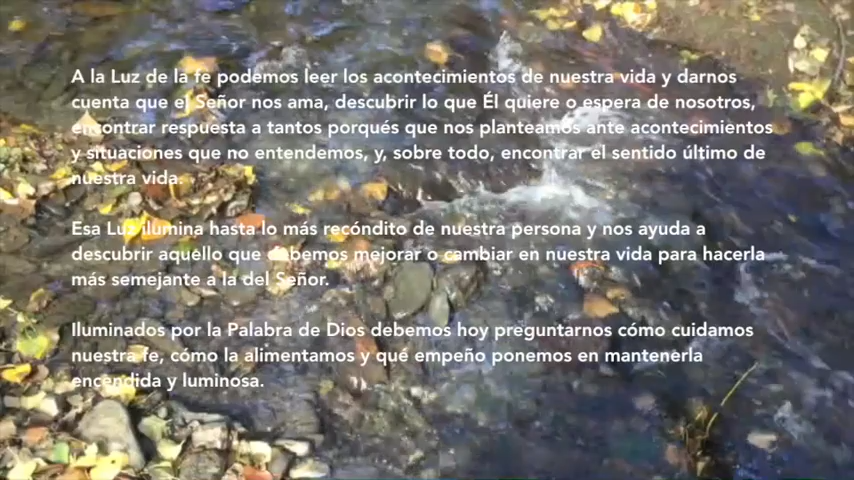 A la Luz de la fe podemos leer los acontecimientos de nuestra vida y darnos
cuenta que el Señor nos ama, descubrir lo que Él quiere o espera de nosotros,
encontrar respuesta a tantos porqués que nos planteamos ante acontecimientos
y situaciones que no entendemos, y, sobre todo, encontrar el sentido último de
nuestra vida.
Esa Luz ilumina hasta lo más recóndito de nuestra persona y nos ayuda a
descubrir aquello que debemos mejorar o cambiar en nuestra vida para hacerla
más semejante a la del Señor.
Iluminados por la Palabra de Dios debemos hoy preguntarnos cómo cuidamos
nuestra fe, cómo la alimentamos y qué empeño ponemos en mantenerla
encendida y luminosa.